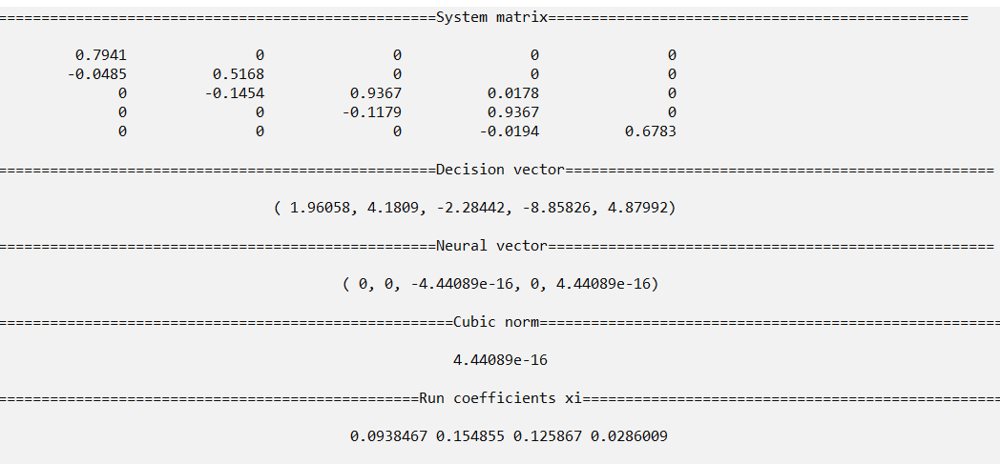 ===================================================System matrix=================================================
0.7941 0 0 0 0
-0.0485 0.5168 0 0 0
0 -0.1454 0.9367 0.0178 0
0 0 -0.1179 0.9367 0
0 0 0 -0.0194 0.6783
===================================================Decision vector==================================================
( 1.96058, 4.1809, -2.28442, -8.85826, 4.87992)
===================================================Neural vector====================================================
( 0, 0, -4.44089e-16, 0, 4.44089e-16)
=====================================================Cubic norm======================================================
4.44089e-16
=================================================Run coefficients xi=================================================
0.0938467 0.154855 0.125867 0.0286009